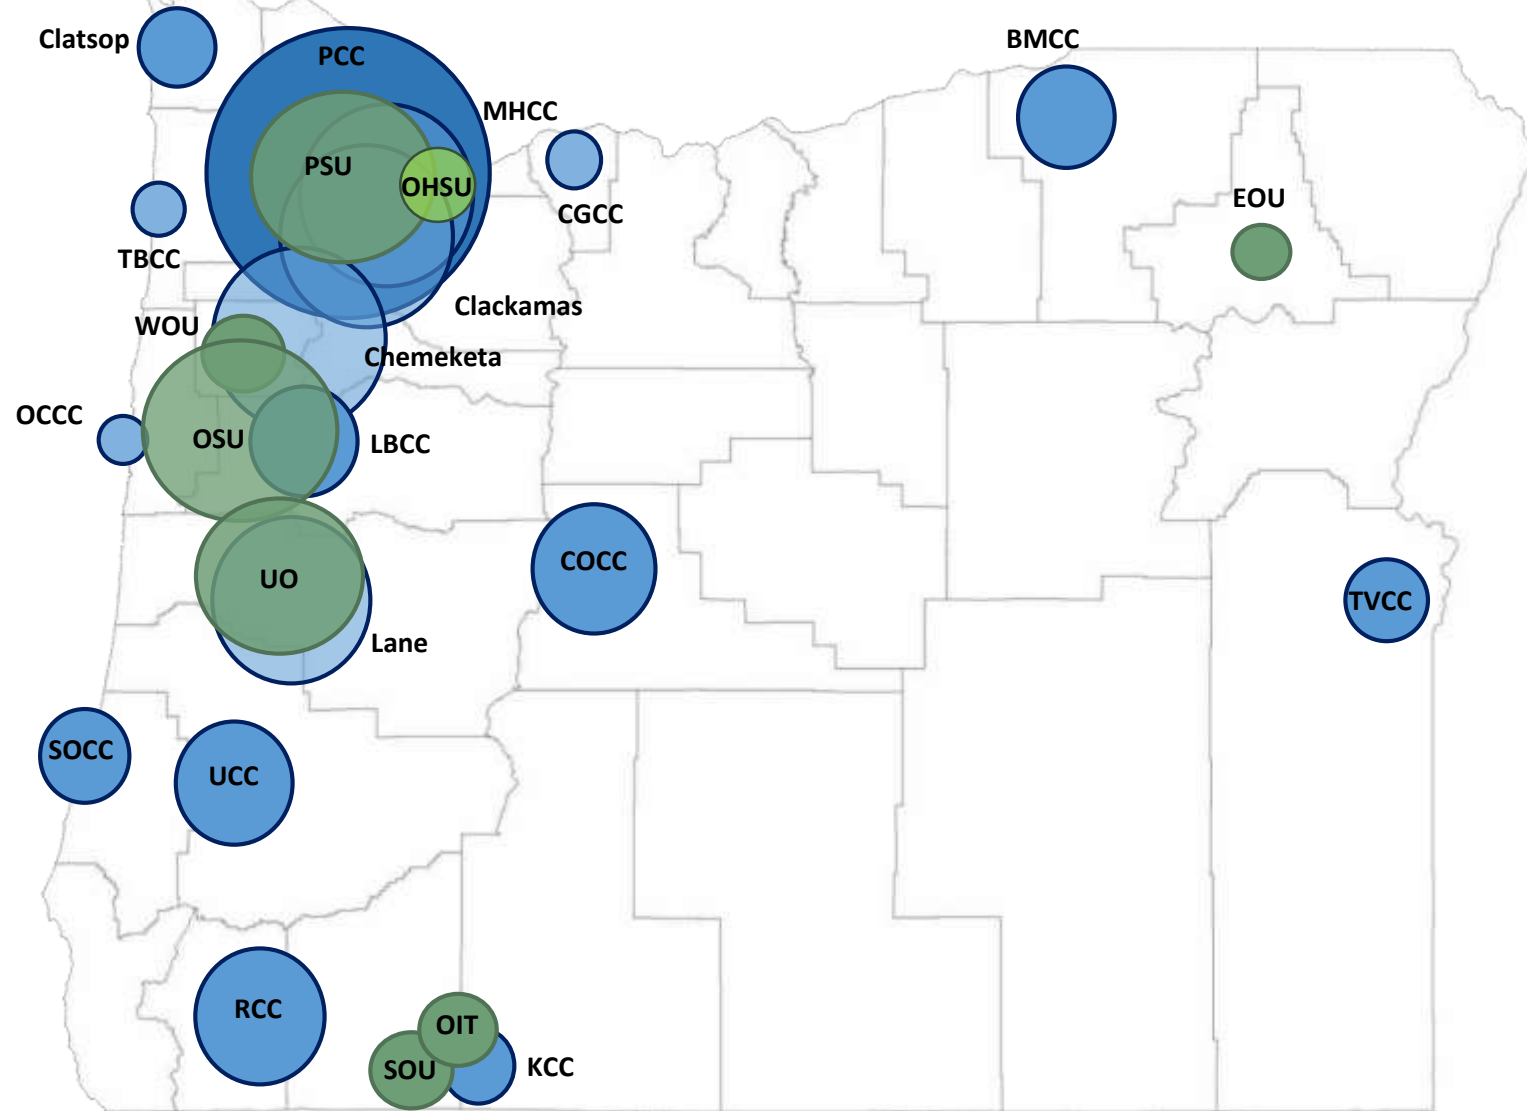 Clatsop
PCC
BMCC
MHCC
PSU
OHSU
CGCC
EOU
TBCC
Clackamas
WOU
Chemeketa
OCCC
OSU
LBCC
COCC
UO
TVCC
Lane
SOCC
UCC
RCC
OIT
SOU
KCC